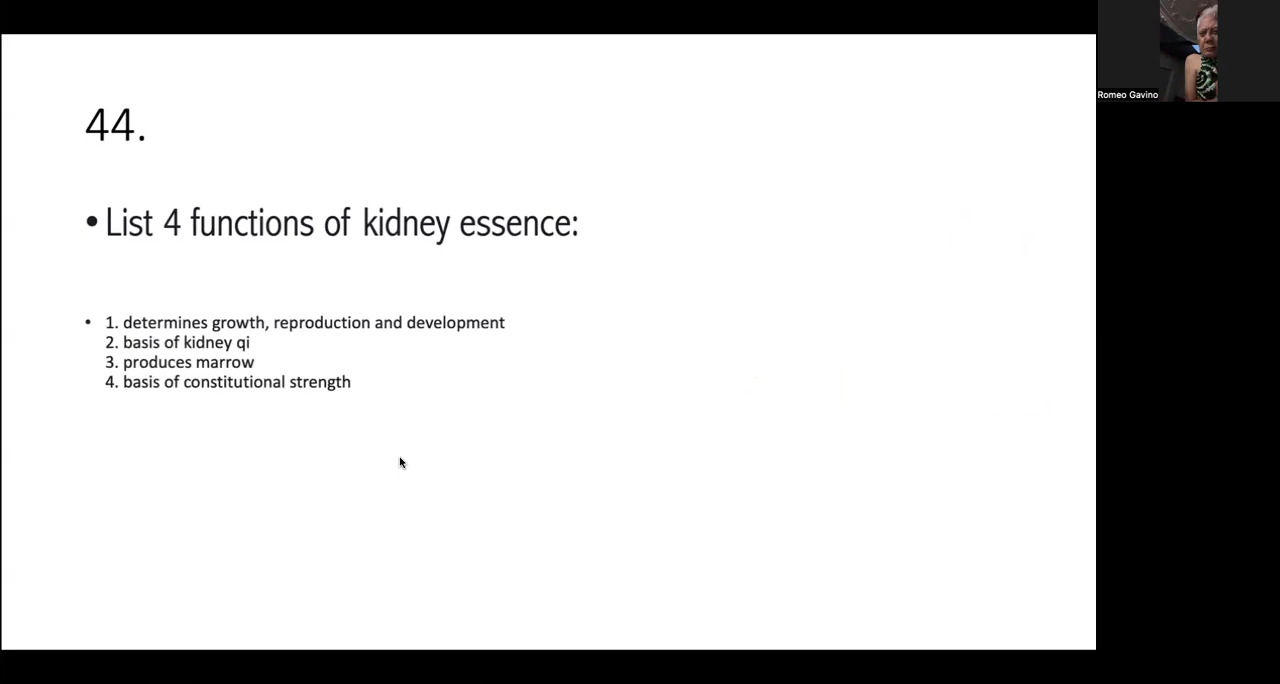 44.
• List 4 functions of kidney essence:
• 1. determines growth, reproduction and development
2. basis of kidney qi
3. produces marrow
4. basis of constitutional strength
Romeo Gavino